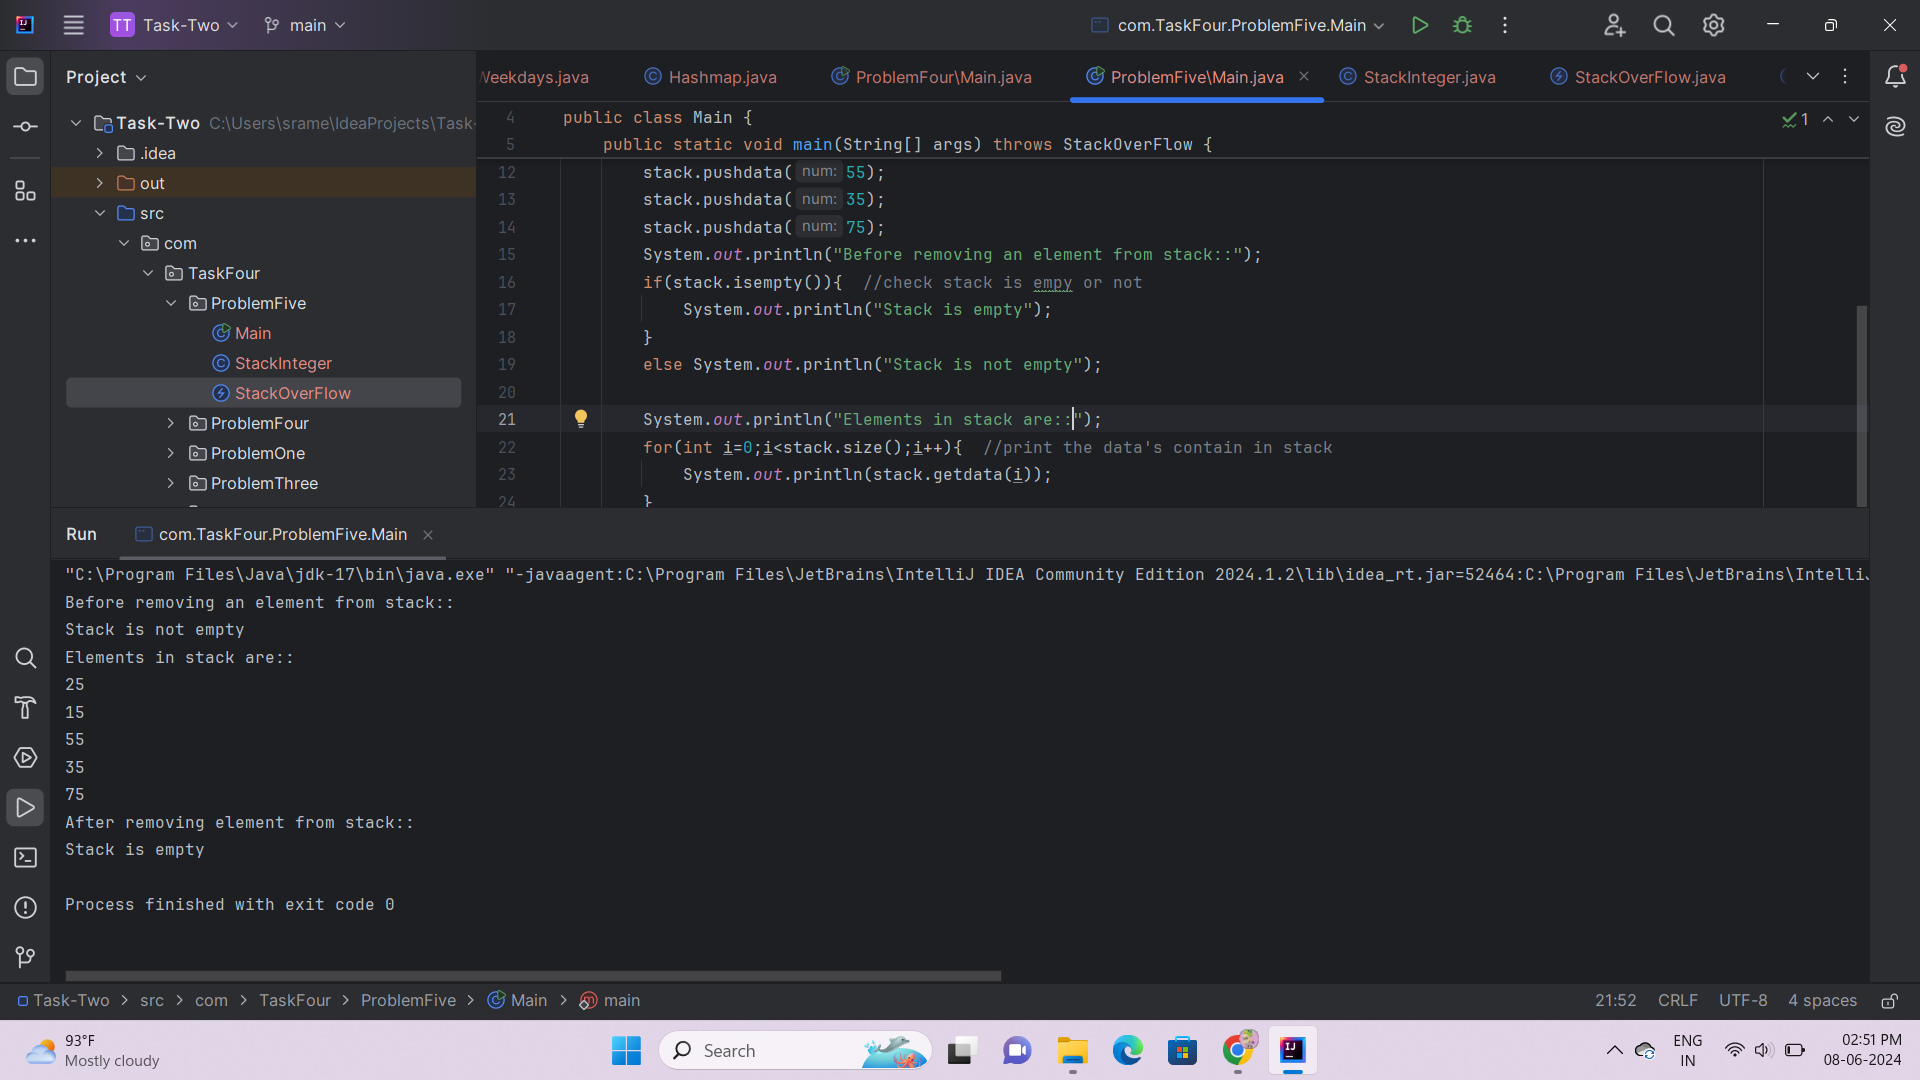 TT Task-Two main com.TaskFour.ProblemFive.Main
Project
Weekdays.java Hashmap.java ProblemFour\Main.java ProblemFive\Main.java StackInteger.java StackOverFlow.java
Task-Two C:\Users\srame\IdeaProjects\Task-
.idea
out
src
com
TaskFour
ProblemFive
Main
StackInteger
StackOverFlow
ProblemFour
ProblemOne
ProblemThree
4 public class Main {
1
5 public static void main(String[] args) throws StackOverFlow {
12 stack.pushdata( num: 55);
13 stack.pushdata( num: 35);
14 stack.pushdata( num: 75);
15 System.out.println("Before removing an element from stack::");
16 if(stack.isempty()){ //check stack is empy or not
17 System.out.println("Stack is empty");
18 }
19 else System.out.println("Stack is not empty");
20
21 System.out.println("Elements in stack are::");
22 for(int i=0;i<stack.size();i++){ //print the data's contain in stack
23 System.out.println(stack.getdata(i));
24 }
Run com.TaskFour.ProblemFive.Main
"C:\Program Files\Java\jdk-17\bin\java.exe" "-javaagent:C:\Program Files\JetBrains\IntelliJ IDEA Community Edition 2024.1.2\lib\idea_rt.jar=52464:C:\Program Files\JetBrains\IntelliJ
Before removing an element from stack::
Stack is not empty
Elements in stack are::
25
15
55
35
75
After removing element from stack::
Stack is empty
Process finished with exit code 0
Task-Two > src > com > TaskFour > ProblemFive > Main > main
21:52 CRLF UTF-8 4 spaces
93°F
Mostly cloudy
Search
ENG
IN
02:51 PM
08-06-2024